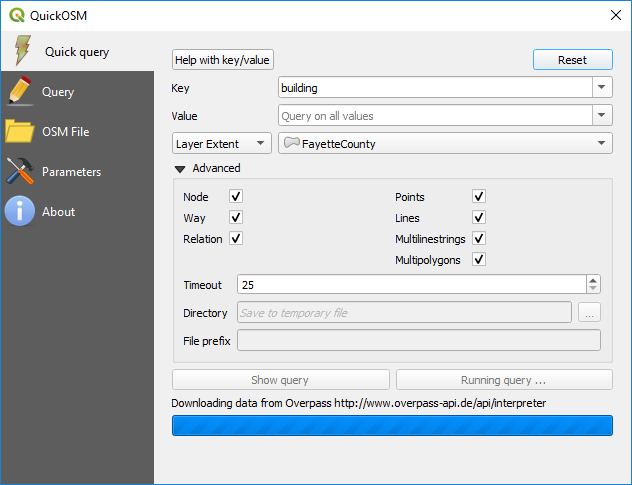 QuickOSM
Quick query
Query
OSM File
Parameters
About
Help with key/value
Reset
Key
building
Value
Query on all values
Layer Extent
FayetteCounty
Advanced
Node
Points
Way
Lines
Relation
Multilinestrings
Multipolygons
Timeout
25
Directory
Save to temporary file
...
File prefix
Show query
Running query ...
Downloading data from Overpass http://www.overpass-api.de/api/interpreter